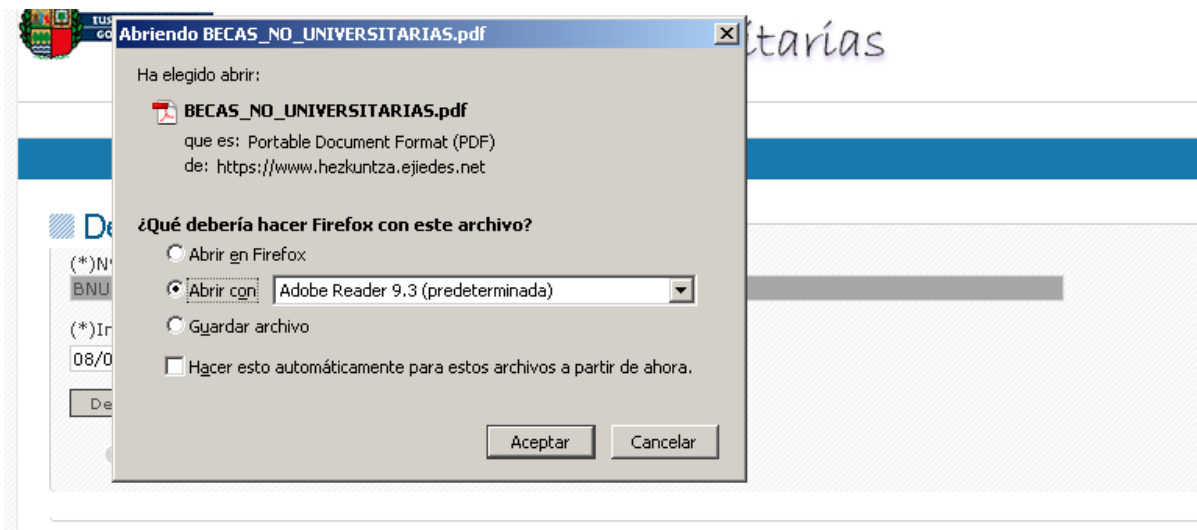 Abriendo BECAS_NO_UNIVERSITARIAS.pdf
Ha elegido abrir:
BECAS_NO_UNIVERSITARIAS.pdf
que es: Portable Document Format (PDF)
de: https://www.hezkuntza.ejiedes.net
¿Qué debería hacer Firefox con este archivo?
Abrir en Firefox
Abrir con Adobe Reader 9.3 (predeterminada)
Guardar archivo
Hacer esto automáticamente para estos archivos a partir de ahora.
Aceptar Cancelar
itarias
De
(*)N
BNU
(*)In
08/0
De